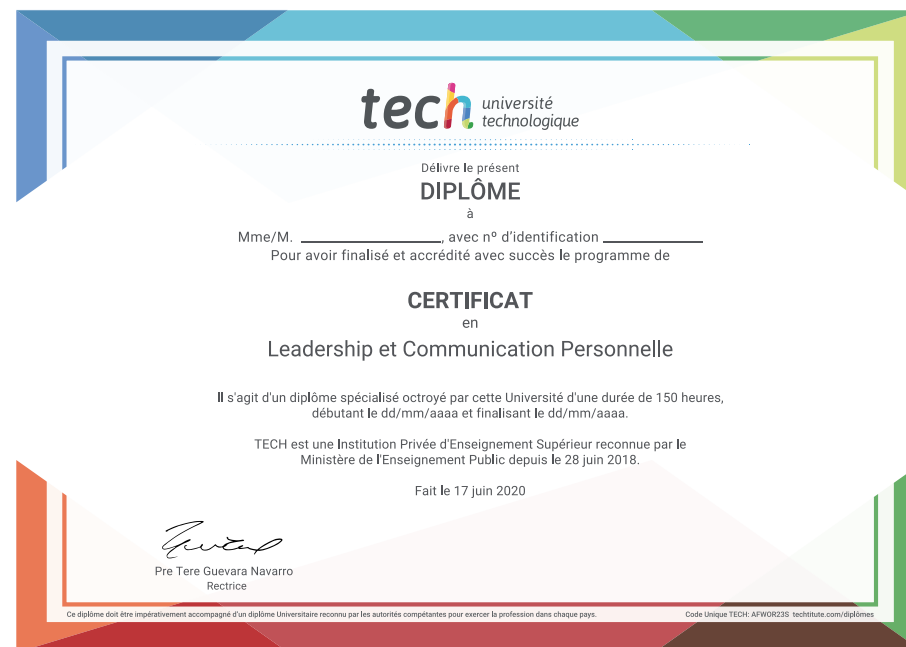 tech université
technologique
Délivre le présent
DIPLÔME
à
Mme/M. ____________________, avec nº d'identification ______________
Pour avoir finalisé et accrédité avec succès le programme de
CERTIFICAT
en
Leadership et Communication Personnelle
Il s'agit d'un diplôme spécialisé octroyé par cette Université d'une durée de 150 heures,
débutant le dd/mm/aaaa et finalisant le dd/mm/aaaa.
TECH est une Institution Privée d'Enseignement Supérieur reconnue par le
Ministère de l'Enseignement Public depuis le 28 juin 2018.
Fait le 17 juin 2020
Pre Tere Guevara Navarro
Rectrice
Ce diplôme doit être impérativement accompagné d'un diplôme Universitaire reconnu par les autorités compétantes pour exercer la profession dans chaque pays. Code Unique TECH: AFWOR23S techtitute.com/diplômes